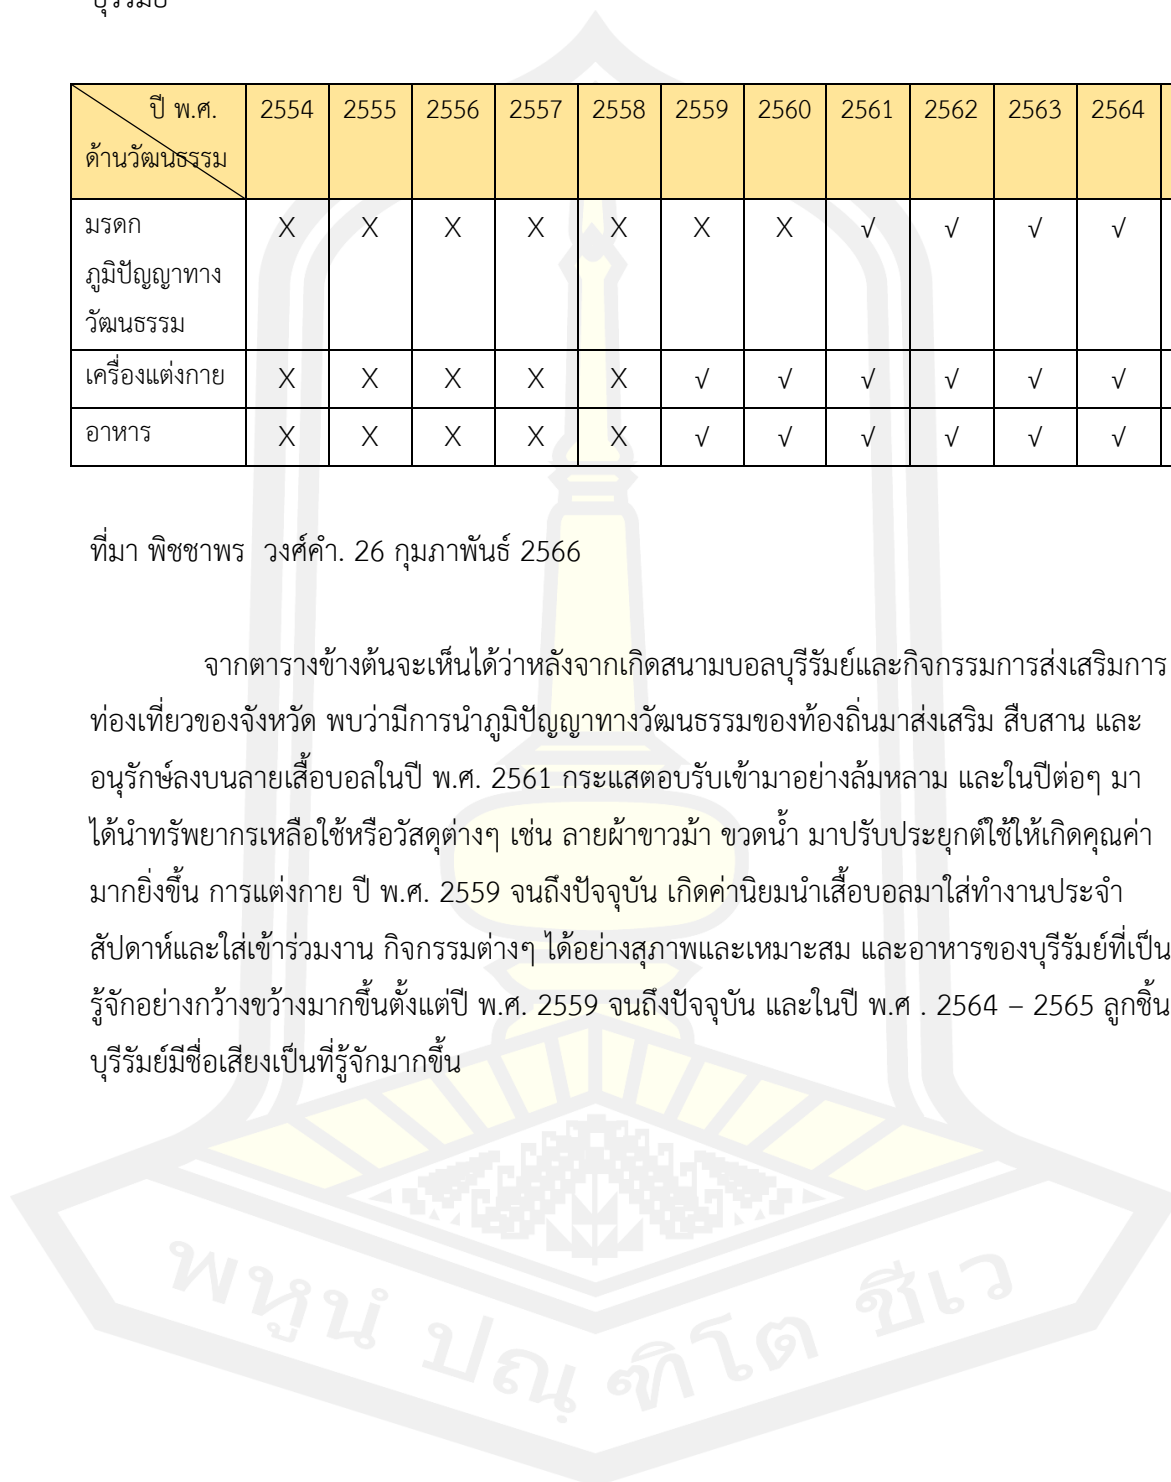 บุรีรัมย์
ปี พ.ศ. 2554 2555 2556 2557 2558 2559 2560 2561 2562 2563 2564
ด้านวัฒนธรรม
มรดก X X X X X X X √ √ √ √
ภูมิปัญญาทาง
วัฒนธรรม
เครื่องแต่งกาย X X X X X √ √ √ √ √ √
อาหาร X X X X X √ √ √ √ √ √
ที่มา พิชชาพร วงศ์คำ. 26 กุมภาพันธ์ 2566
จากตารางข้างต้นจะเห็นได้ว่าหลังจากเกิดสนามบอลบุรีรัมย์และกิจกรรมการส่งเสริมการ
ท่องเที่ยวของจังหวัด พบว่ามีการนำภูมิปัญญาทางวัฒนธรรมของท้องถิ่นมาส่งเสริม สืบสาน และ
อนุรักษ์ลงบนลายเสื้อบอลในปี พ.ศ. 2561 กระแสตอบรับเข้ามาอย่างล้มหลาม และในปีต่อๆ มา
ได้นำทรัพยากรเหลือใช้หรือวัสดุต่างๆ เช่น ลายผ้าขาวม้า ขวดน้ำ มาปรับประยุกต์ใช้ให้เกิดคุณค่า
มากยิ่งขึ้น การแต่งกาย ปี พ.ศ. 2559 จนถึงปัจจุบัน เกิดค่านิยมนำเสื้อบอลมาใส่ทำงานประจำ
สัปดาห์และใส่เข้าร่วมงาน กิจกรรมต่างๆ ได้อย่างสุภาพและเหมาะสม และอาหารของบุรีรัมย์ที่เป็น
รู้จักอย่างกว้างขวางมากขึ้นตั้งแต่ปี พ.ศ. 2559 จนถึงปัจจุบัน และในปี พ.ศ . 2564 – 2565 ลูกชิ้น
บุรีรัมย์มีชื่อเสียงเป็นที่รู้จักมากขึ้น
พหูนํ ปณฺฑิโต ชีเว